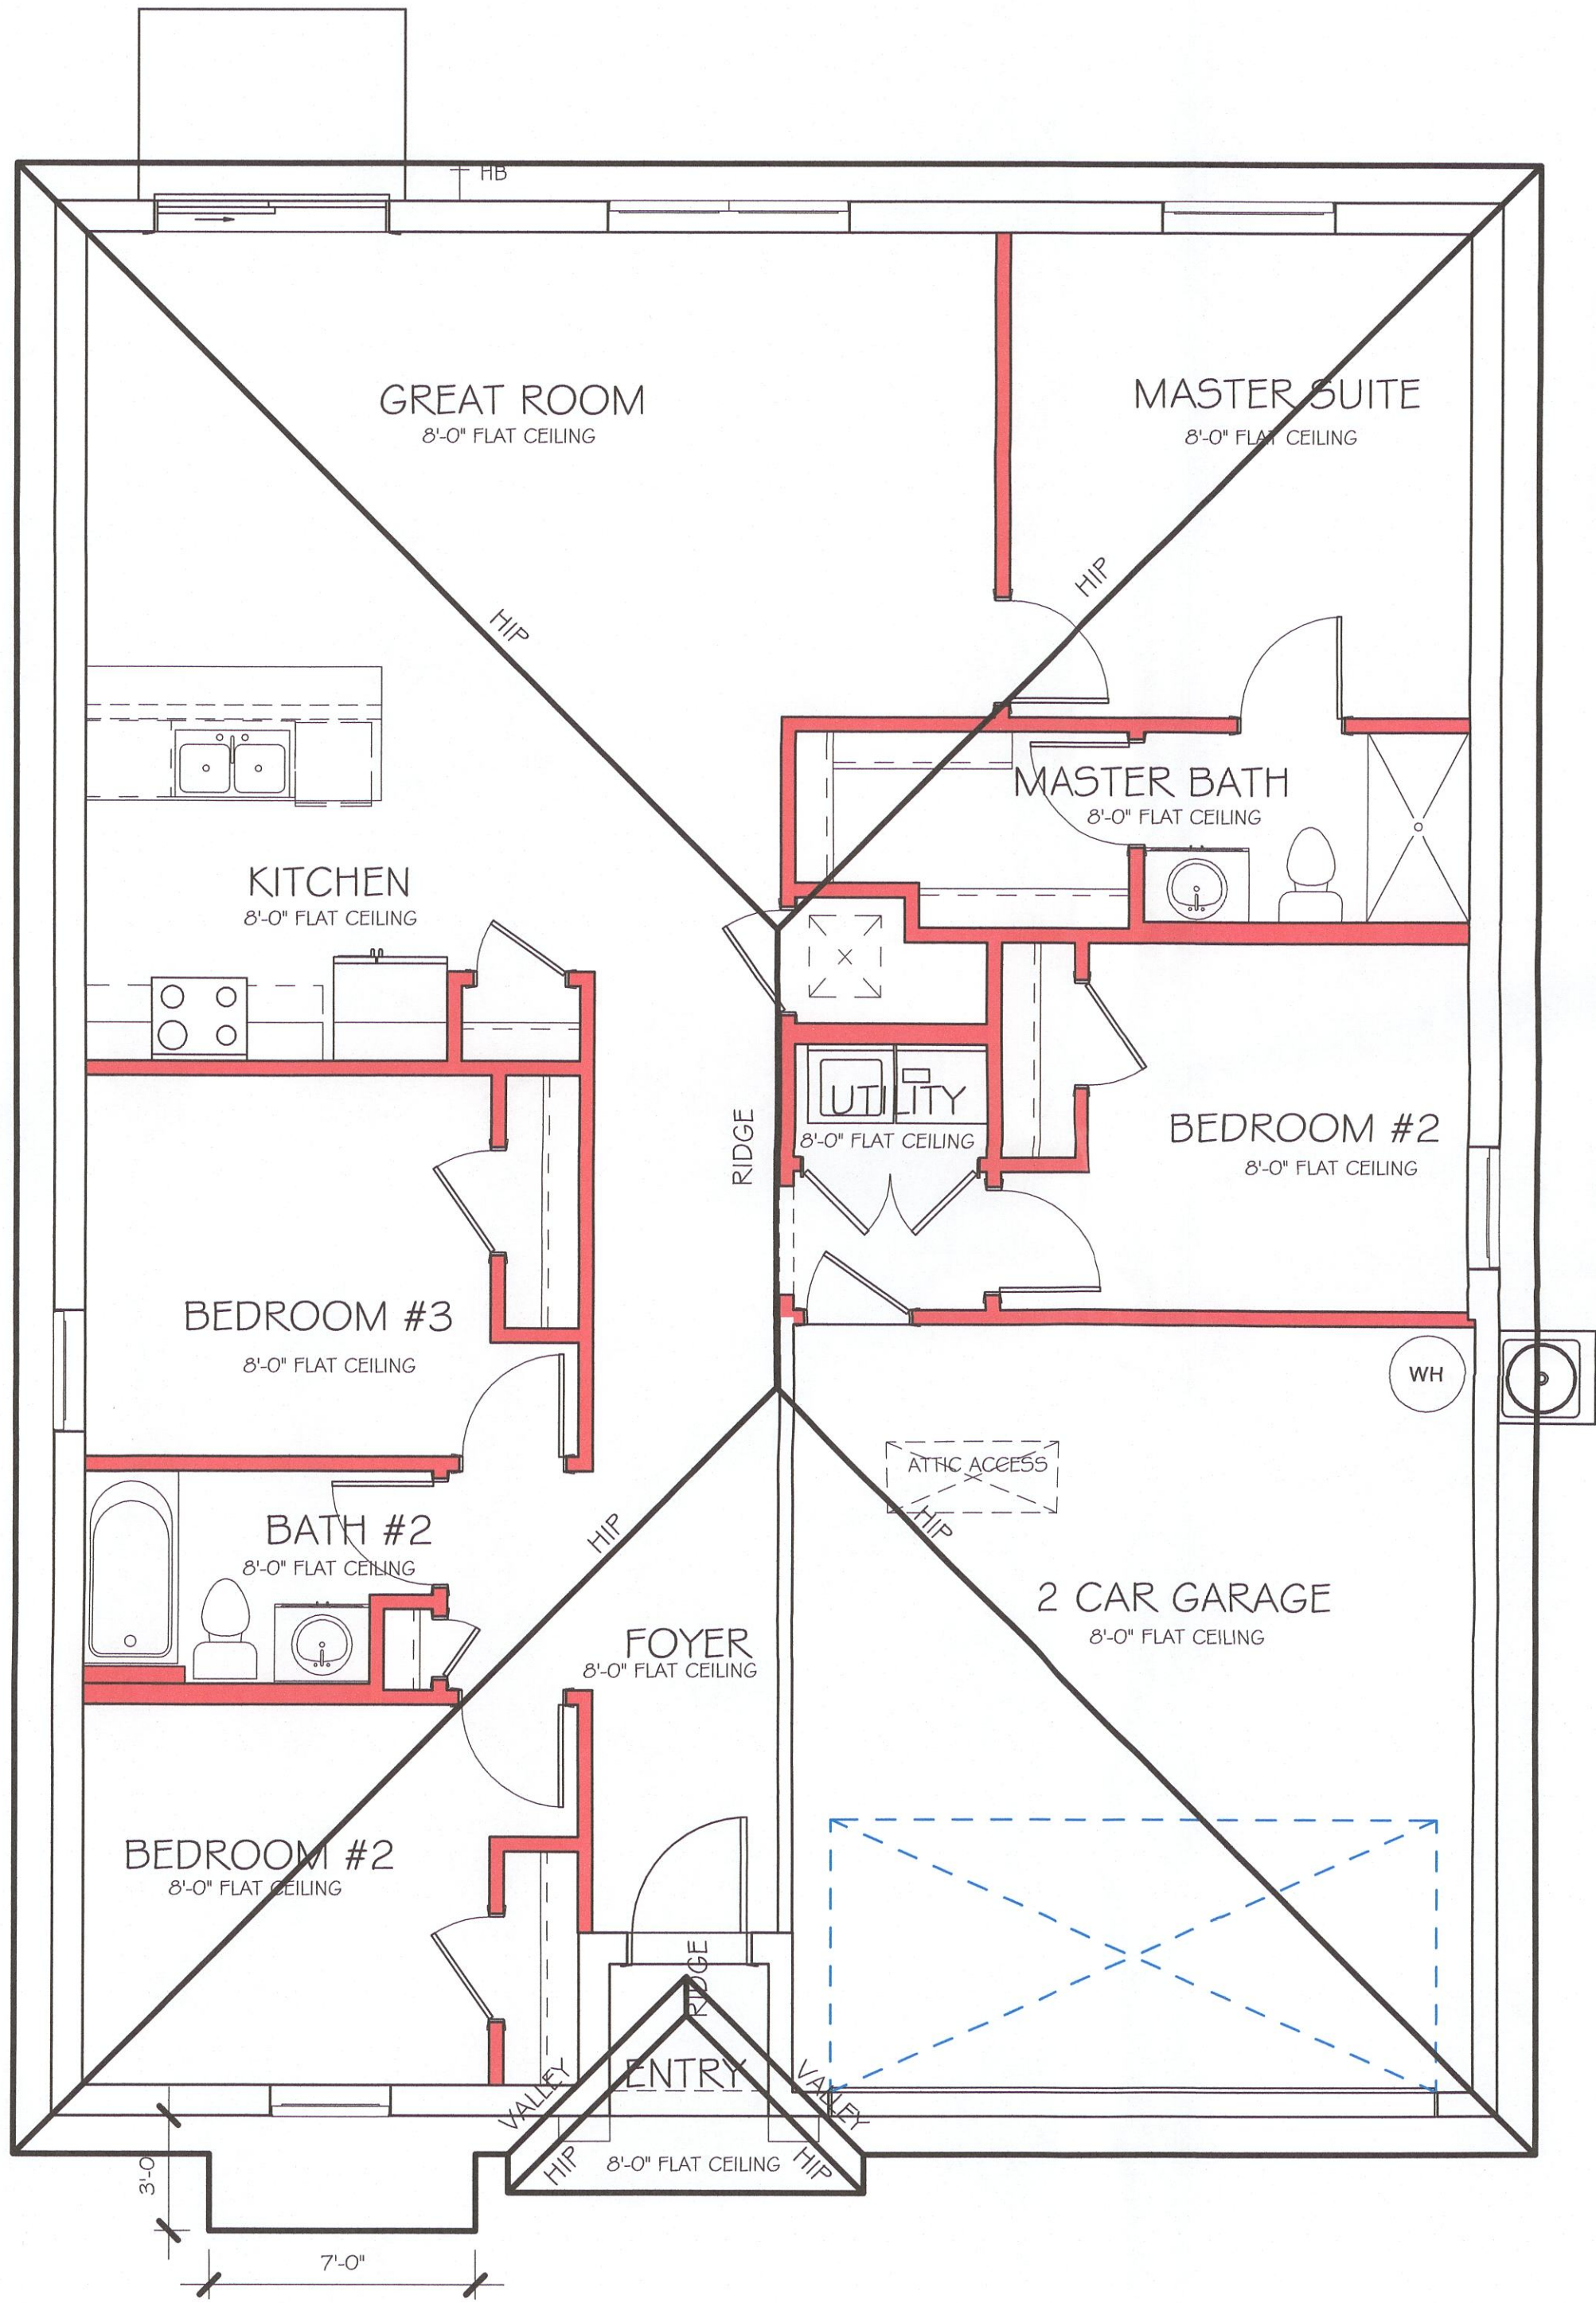 HB
GREAT ROOM
8'-0" FLAT CEILING
MASTER SUITE
8'-0" FLAT CEILING
HIP
HIP
MASTER BATH
8'-0" FLAT CEILING
KITCHEN
8'-0" FLAT CEILING
RIDGE
UTILITY
8'-0" FLAT CEILING
BEDROOM #2
8'-0" FLAT CEILING
BEDROOM #3
8'-0" FLAT CEILING
WH
ATTIC ACCESS
HIP
HIP
BATH #2
8'-0" FLAT CEILING
2 CAR GARAGE
8'-0" FLAT CEILING
FOYER
8'-0" FLAT CEILING
BEDROOM #2
8'-0" FLAT CEILING
RIDGE
ENTRY
VALLEY
VALLEY
HIP
HIP
8'-0" FLAT CEILING
3'-0
7'-0"